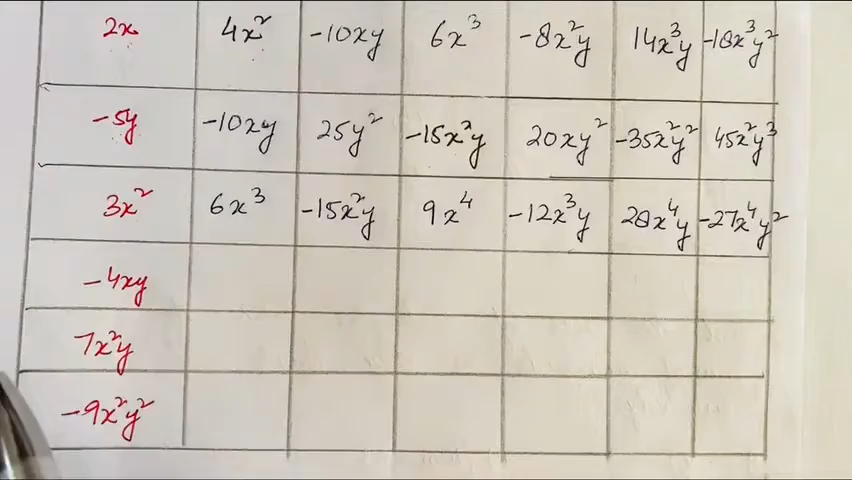 2x 4x² -10xy 6x³ -8x²y 14x³y -18x³y²
-5y -10xy 25y² -15x²y 20xy² -35x²y² 45x²y³
3x² 6x³ -15x²y 9x⁴ -12x³y 28x⁴y -27x⁴y²
-4xy
7x²y
-9x²y²